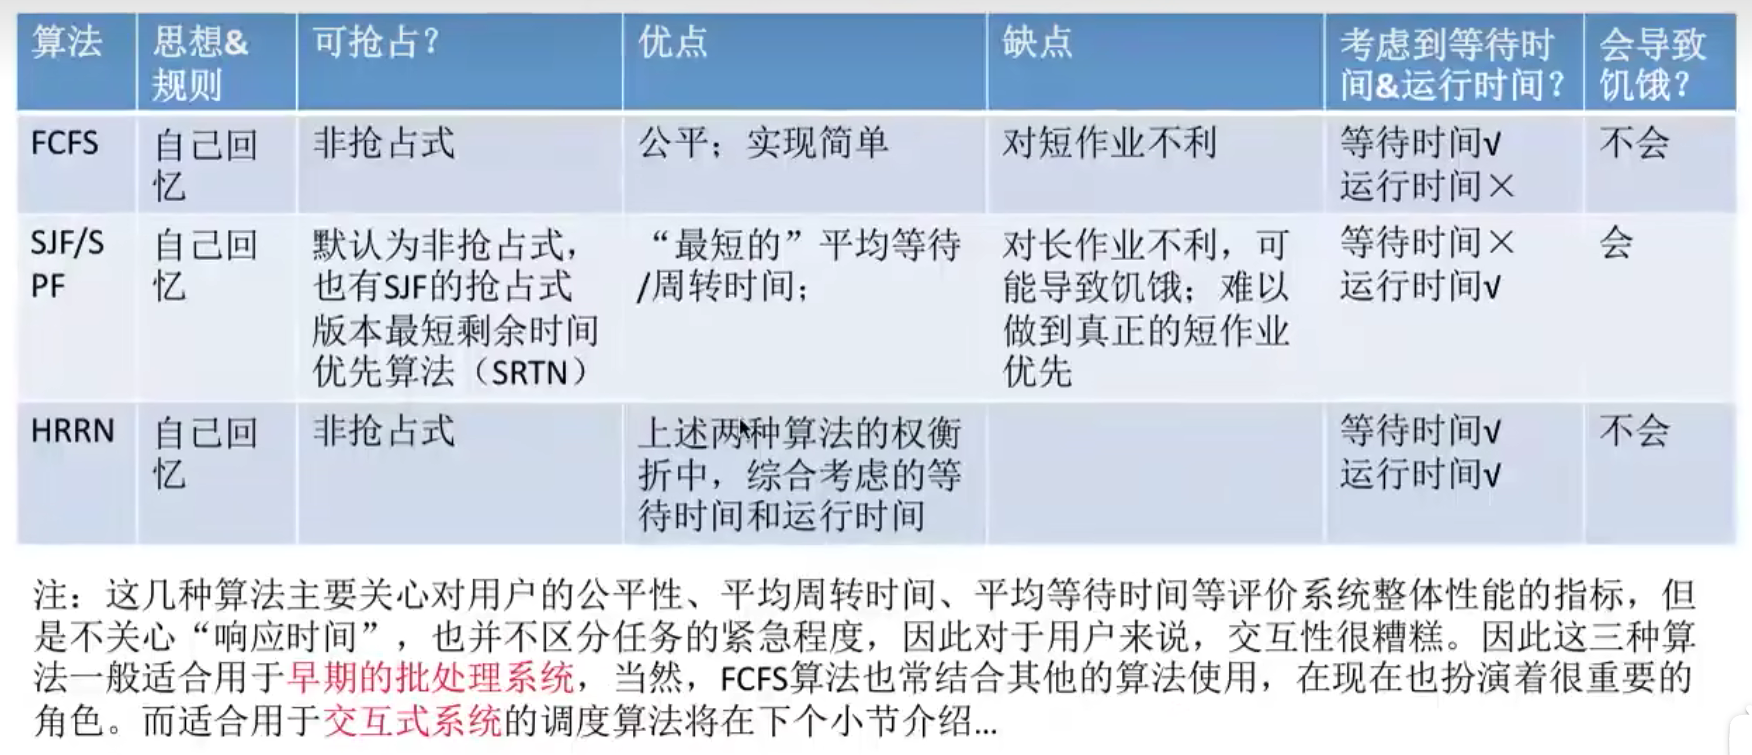 算法
思想&
规则
可抢占？
优点
缺点
考虑到等待时
间&运行时间？
会导致
饥饿？
FCFS
自己回
忆
非抢占式
公平；实现简单
对短作业不利
等待时间√
运行时间×
不会
SJF/S
PF
自己回
忆
默认为非抢占式，
也有SJF的抢占式
版本最短剩余时间
优先算法（SRTN）
“最短的”平均等待
/周转时间；
对长作业不利，可
能导致饥饿；难以
做到真正的短作业
优先
等待时间×
运行时间√
会
HRRN
自己回
忆
非抢占式
上述两种算法的权衡
折中，综合考虑的等
待时间和运行时间
等待时间√
运行时间√
不会
注：这几种算法主要关心对用户的公平性、平均周转时间、平均等待时间等评价系统整体性能的指标，但
是不关心“响应时间”，也并不区分任务的紧急程度，因此对于用户来说，交互性很糟糕。因此这三种算
法一般适合用于早期的批处理系统，当然，FCFS算法也常结合其他的算法使用，在现在也扮演着很重要的
角色。而适合用于交互式系统的调度算法将在下个小节介绍...